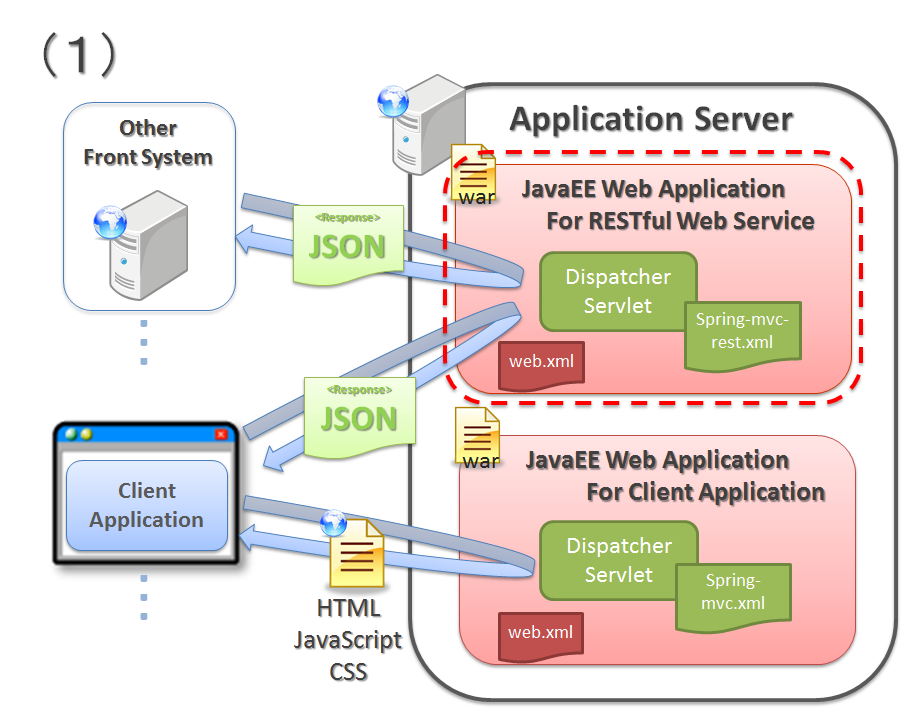 （１）
Other
Front System
Application Server
war
JavaEE Web Application
For RESTful Web Service
<Response>
JSON
Dispatcher
Servlet
Spring-mvc-
rest.xml
web.xml
<Response>
JSON
war
JavaEE Web Application
For Client Application
Client
Application
Dispatcher
Servlet
Spring-
mvc.xml
web.xml
HTML
JavaScript
CSS